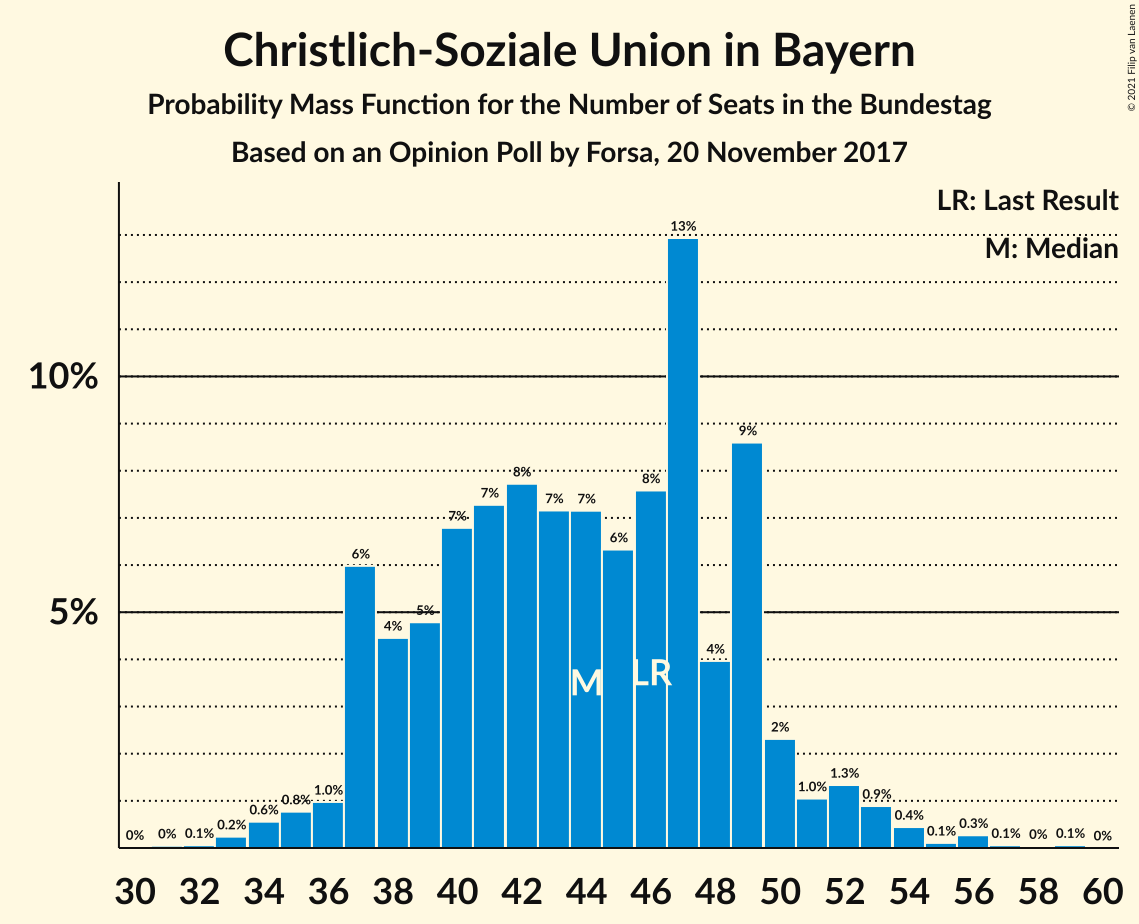 Christlich-Soziale Union in Bayern
Probability Mass Function for the Number of Seats in the Bundestag
Based on an Opinion Poll by Forsa, 20 November 2017
© 2021 Filip van Laenen
LR: Last Result
M: Median
10%
5%
0% 0% 0.1% 0.2% 0.6% 0.8% 1.0% 6% 4% 5% 7% 7% 8% 7% 7% 6% 8% 13% 4% 9% 2% 1.0% 1.3% 0.9% 0.4% 0.1% 0.3% 0.1% 0% 0.1% 0%
M LR
30 32 34 36 38 40 42 44 46 48 50 52 54 56 58 60